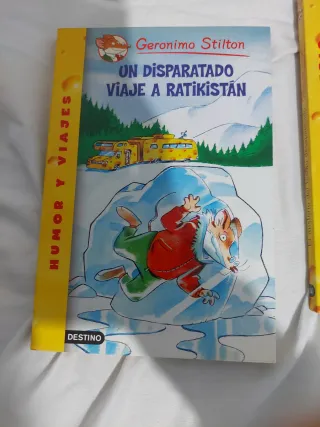 Geronimo Stilton
UN DISPARATADO
VIAJE A RATIKISTÁN
HUMOR Y VIAJES
DESTINO